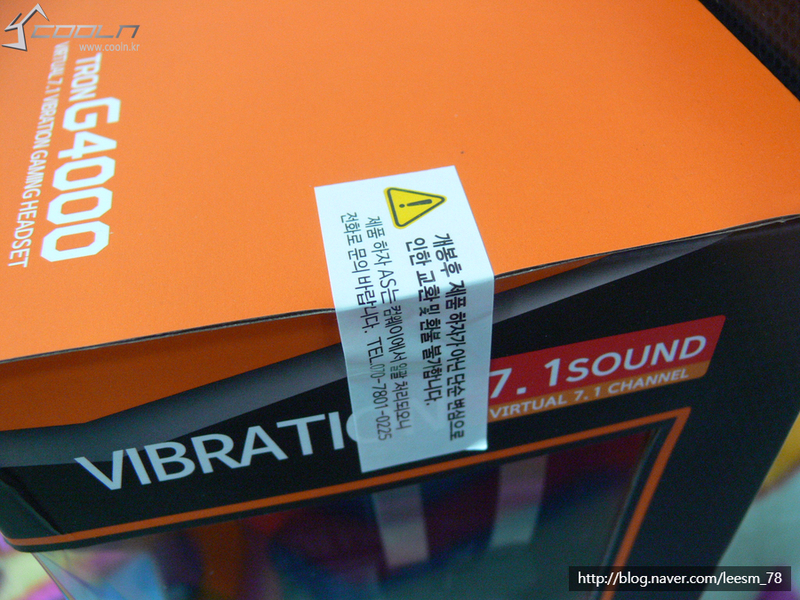 COOLN
www.cooln.kr
TRON G4000
VIRTUAL 7.1 VIBRATION GAMING HEADSET
개봉후 제품 하자가 아닌 단순 변심으로
인한 교환 및 환불 불가합니다.
제품 하자 AS는 컴웨이에서 일괄 처리되오니
전화로 문의 바랍니다. TEL.070-7801-0225
VIBRATIO
7.1 SOUND
VIRTUAL 7.1 CHANNEL
http://blog.naver.com/leesm_78